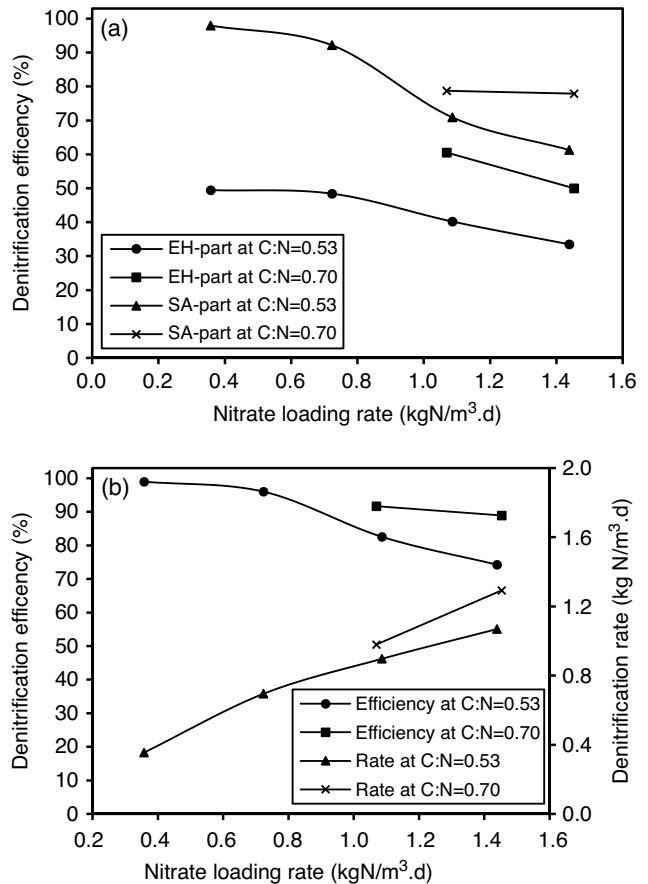 (a)
Denitrification efficency (%)
100
90
80
70
60
50
40
30
20
10
0
EH-part at C:N=0.53
EH-part at C:N=0.70
SA-part at C:N=0.53
SA-part at C:N=0.70
0.0 0.2 0.4 0.6 0.8 1.0 1.2 1.4 1.6
Nitrate loading rate (kgN/m³.d)
(b)
Denitrification efficency (%)
100
90
80
70
60
50
40
30
20
10
0
2.0
1.6
1.2
0.8
0.4
0.0
Denitrification rate (kg N/m³.d)
Efficiency at C:N=0.53
Efficiency at C:N=0.70
Rate at C:N=0.53
Rate at C:N=0.70
0.2 0.4 0.6 0.8 1.0 1.2 1.4 1.6
Nitrate loading rate (kgN/m³.d)